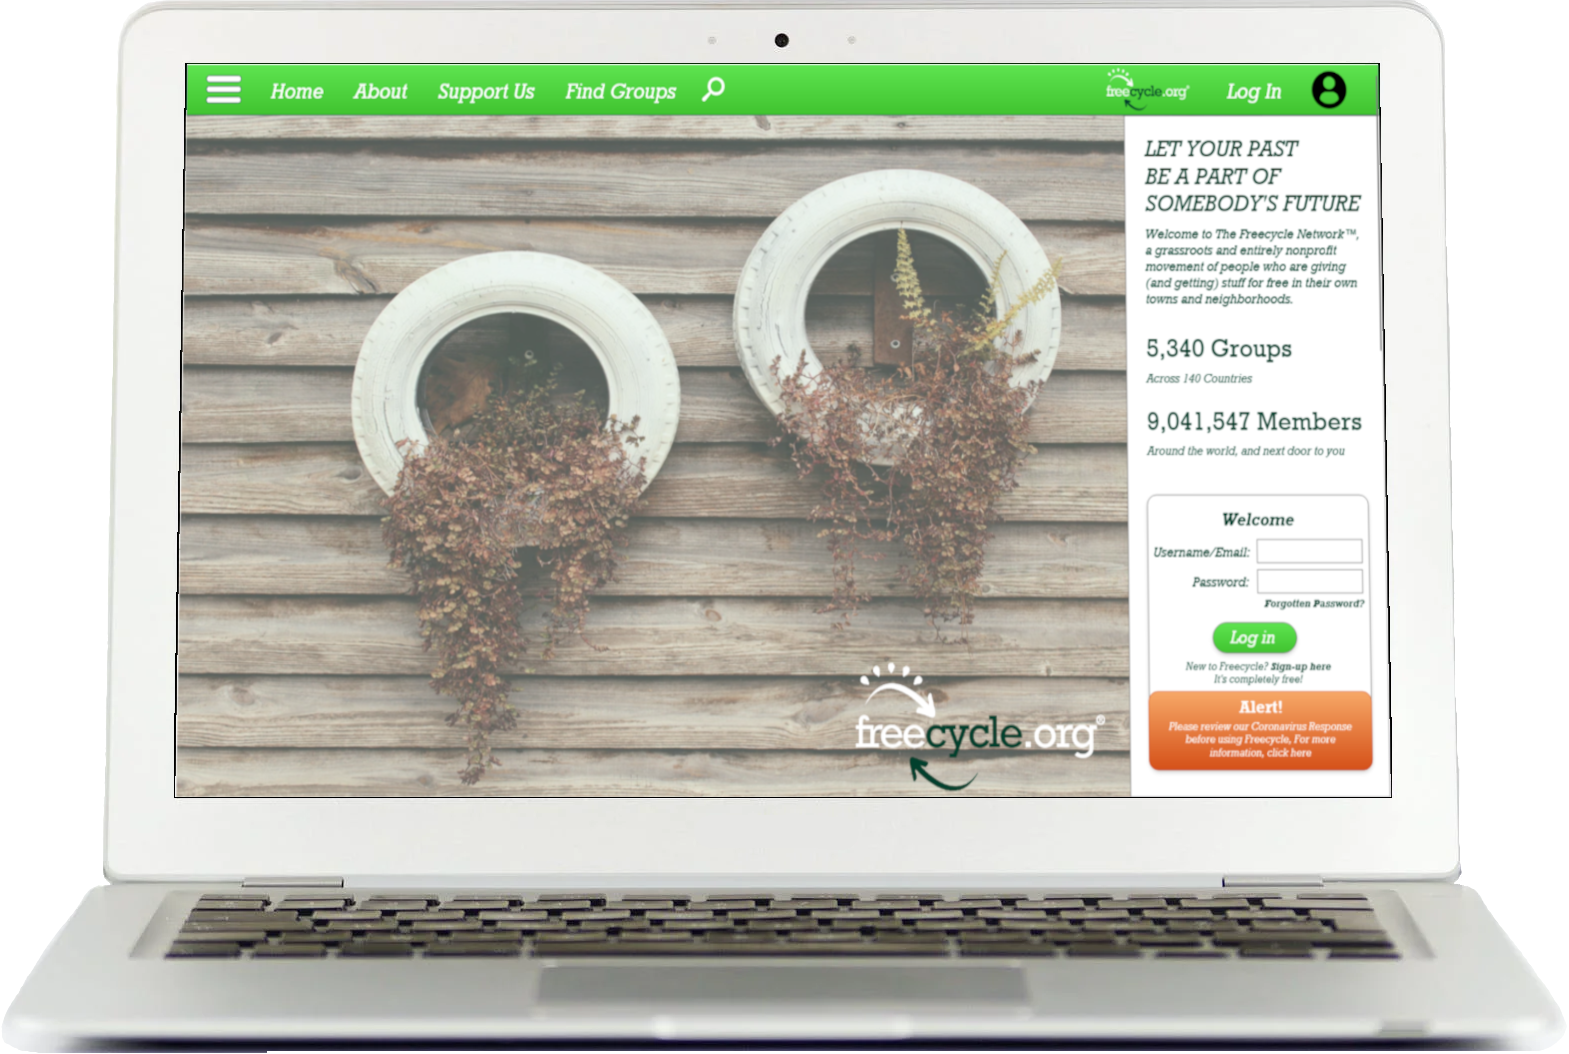 Home About Support Us Find Groups freecycle.org® Log In
LET YOUR PAST
BE A PART OF
SOMEBODY'S FUTURE
Welcome to The Freecycle Network™,
a grassroots and entirely nonprofit
movement of people who are giving
(and getting) stuff for free in their own
towns and neighborhoods.
5,340 Groups
Across 140 Countries
9,041,547 Members
Around the world, and next door to you
Welcome
Username/Email:
Password:
Forgotten Password?
Log in
New to Freecycle? Sign-up here
It's completely free!
Alert!
Please review our Coronavirus Response
before using Freecycle, For more
information, click here
freecycle.org®